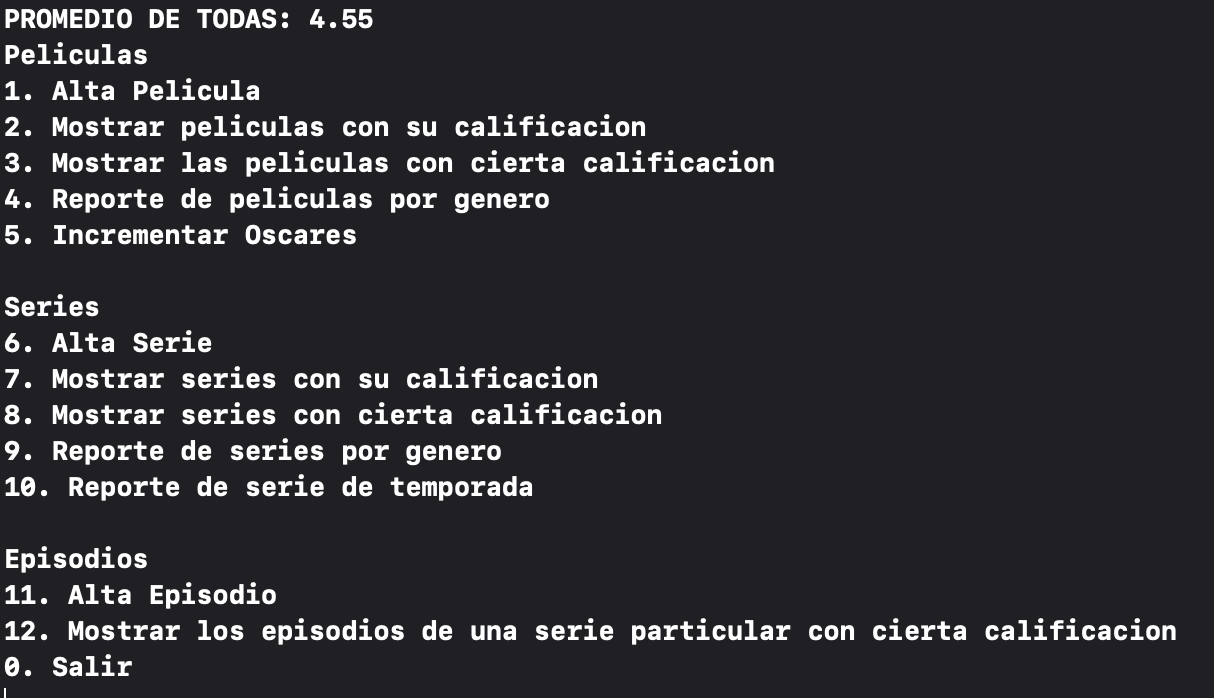 PROMEDIO DE TODAS: 4.55
Peliculas
1. Alta Pelicula
2. Mostrar peliculas con su calificacion
3. Mostrar las peliculas con cierta calificacion
4. Reporte de peliculas por genero
5. Incrementar Oscares
Series
6. Alta Serie
7. Mostrar series con su calificacion
8. Mostrar series con cierta calificacion
9. Reporte de series por genero
10. Reporte de serie de temporada
Episodios
11. Alta Episodio
12. Mostrar los episodios de una serie particular con cierta calificacion
0. Salir